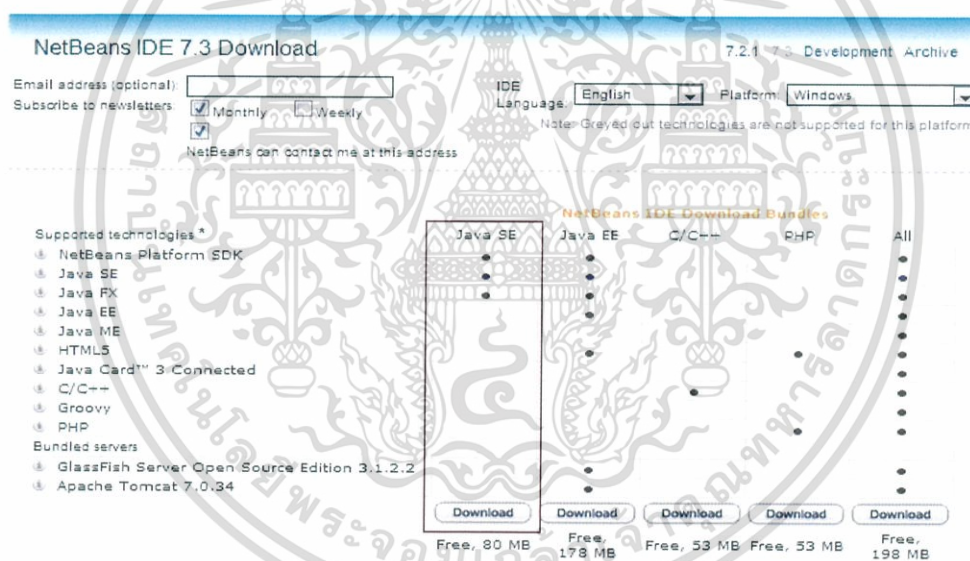 NetBeans IDE 7.3 Download
7.2.1 7.3 Development Archive
Email address (optional):
IDE Language: English Platform: Windows
Subscribe to newsletters: Monthly Weekly
Note: Greyed out technologies are not supported for this platform
NetBeans can contact me at this address
NetBeans IDE Download Bundles
Supported technologies * Java SE Java EE C/C++ PHP All
NetBeans Platform SDK
Java SE
Java FX
Java EE
Java ME
HTML5
Java Card™ 3 Connected
C/C++
Groovy
PHP
Bundled servers
GlassFish Server Open Source Edition 3.1.2.2
Apache Tomcat 7.0.34
Download Download Download Download Download
Free, 80 MB Free, 178 MB Free, 53 MB Free, 53 MB Free, 198 MB